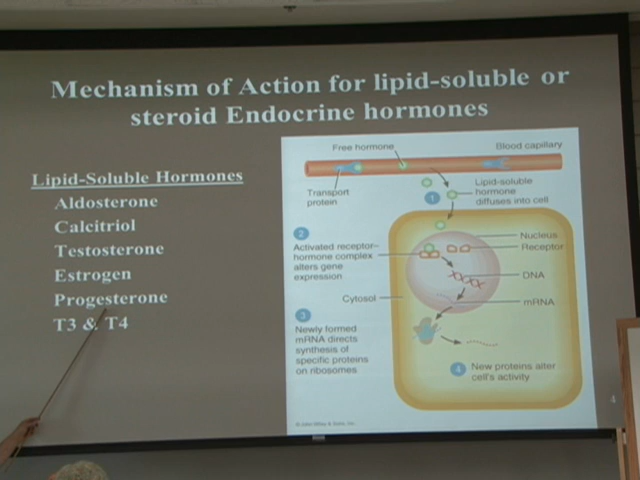 Mechanism of Action for lipid-soluble or
steroid Endocrine hormones
Lipid-Soluble Hormones
Aldosterone
Calcitriol
Testosterone
Estrogen
Progesterone
T3 & T4
Free hormone
Blood capillary
Transport
protein
1
Lipid-soluble
hormone
diffuses into cell
2
Activated receptor–
hormone complex
alters gene
expression
Nucleus
Receptor
DNA
Cytosol
mRNA
3
Newly formed
mRNA directs
synthesis of
specific proteins
on ribosomes
4
New proteins alter
cell's activity
4